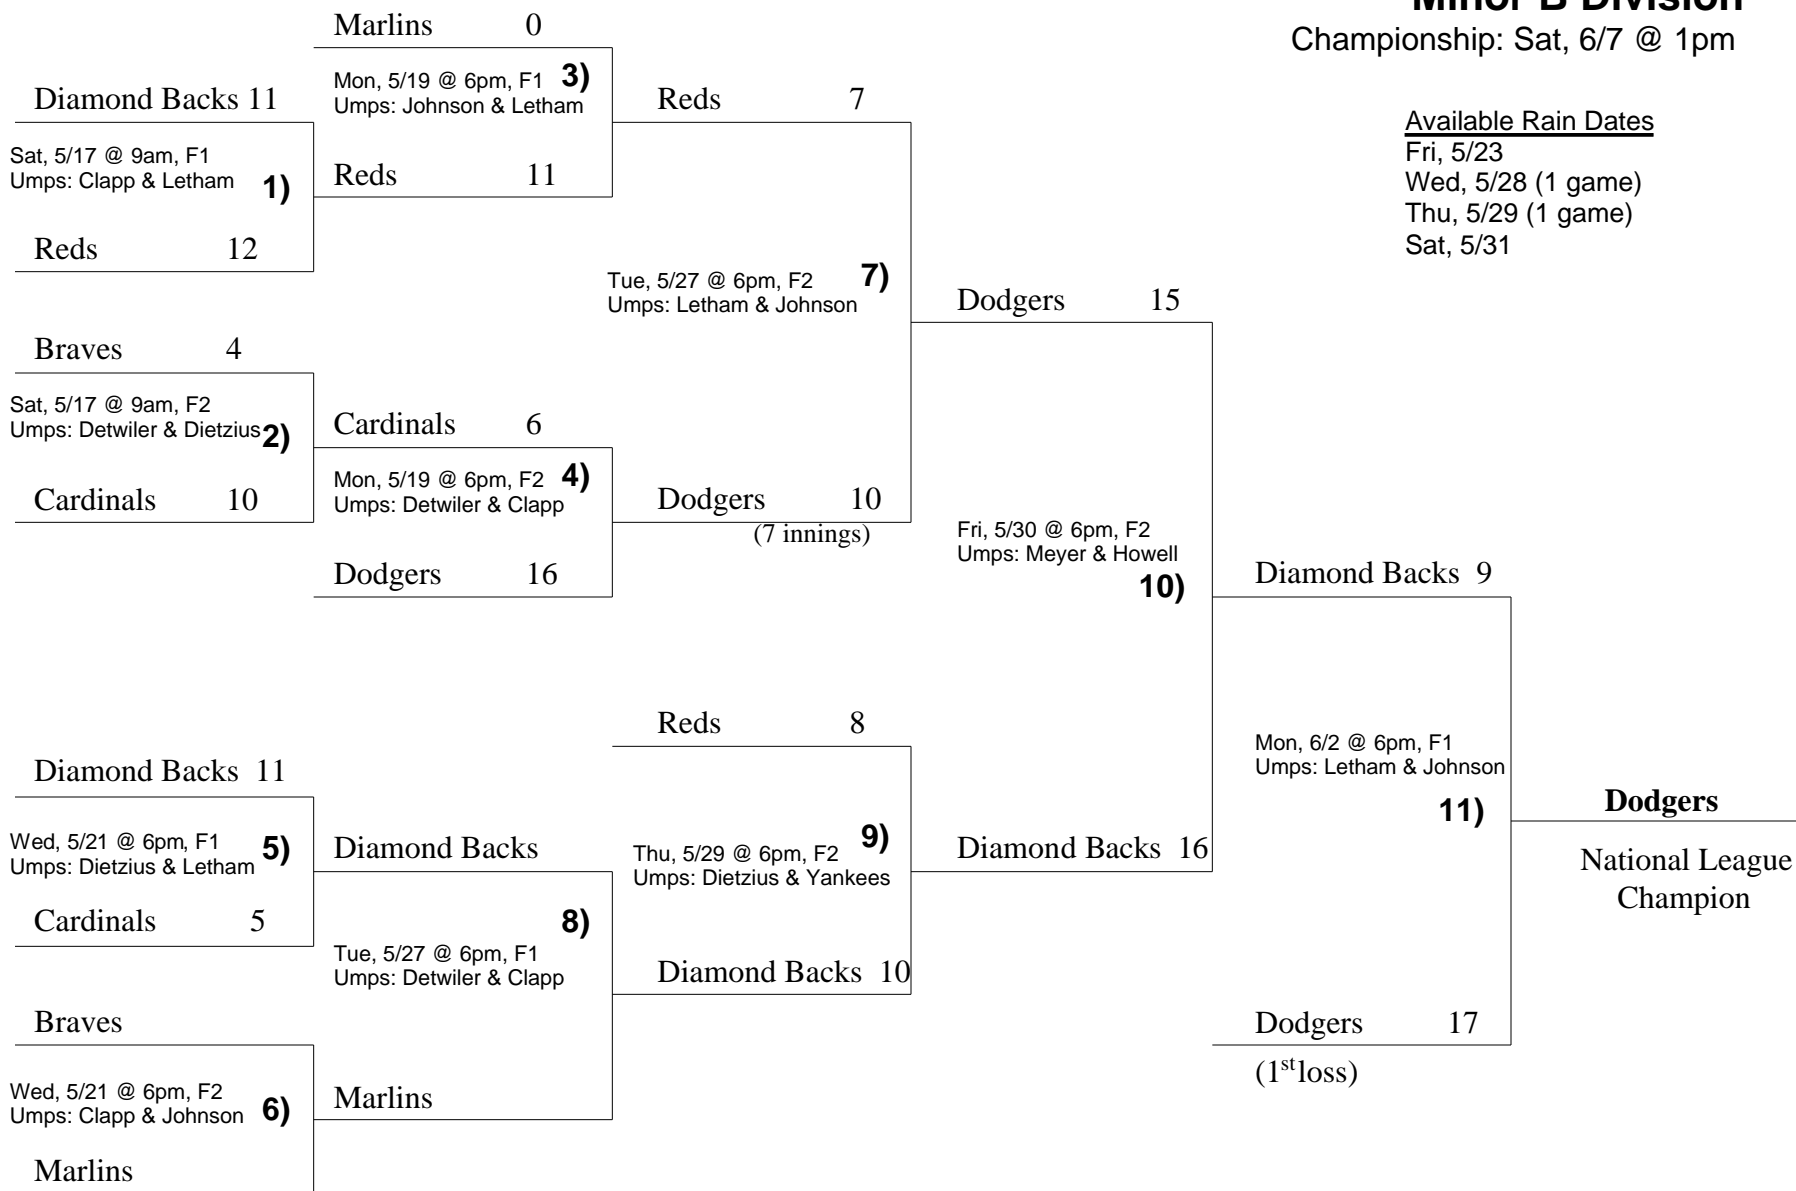 Minor B Division
Championship: Sat, 6/7 @ 1pm
Available Rain Dates
Fri, 5/23
Wed, 5/28 (1 game)
Thu, 5/29 (1 game)
Sat, 5/31
Diamond Backs 11
Sat, 5/17 @ 9am, F1
Umps: Clapp & Letham 1)
Reds 12
Braves 4
Sat, 5/17 @ 9am, F2
Umps: Detwiler & Dietzius 2)
Cardinals 10
Marlins 0
Mon, 5/19 @ 6pm, F1 3)
Umps: Johnson & Letham
Reds 11
Cardinals 6
Mon, 5/19 @ 6pm, F2 4)
Umps: Detwiler & Clapp
Dodgers 16
Reds 7
Tue, 5/27 @ 6pm, F2 7)
Umps: Letham & Johnson
Dodgers 10
(7 innings)
Dodgers 15
Fri, 5/30 @ 6pm, F2
Umps: Meyer & Howell
10)
Diamond Backs 16
Diamond Backs 11
Wed, 5/21 @ 6pm, F1 5)
Umps: Dietzius & Letham
Cardinals 5
Braves
Wed, 5/21 @ 6pm, F2
Umps: Clapp & Johnson 6)
Marlins
Diamond Backs
8)
Tue, 5/27 @ 6pm, F1
Umps: Detwiler & Clapp
Marlins
Reds 8
Thu, 5/29 @ 6pm, F2 9)
Umps: Dietzius & Yankees
Diamond Backs 10
Diamond Backs 9
Mon, 6/2 @ 6pm, F1
Umps: Letham & Johnson
11)
Dodgers 17
(1st loss)
Dodgers
National League
Champion